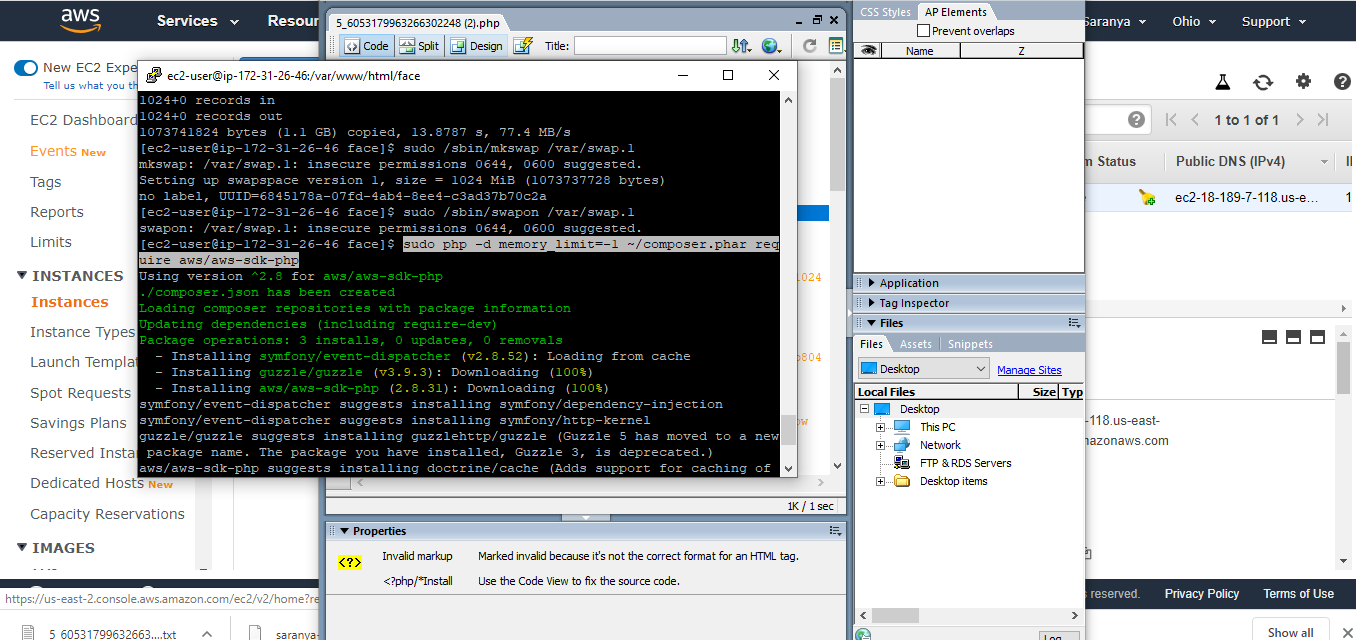 aws
Services
Resour
Saranya
Ohio
Support
New EC2 Expe
Tell us what you th
EC2 Dashboard
Events New
Tags
Reports
Limits
INSTANCES
Instances
Instance Types
Launch Templat
Spot Requests
Savings Plans
Reserved Insta
Dedicated Hosts New
Capacity Reservations
IMAGES
https://us-east-2.console.aws.amazon.com/ec2/v2/home?re
5_60531799632663....txt
saranya-
5_6053179963266302248 (2).php
Code
Split
Design
Title:
ec2-user@ip-172-31-26-46:/var/www/html/face
1024+0 records in
1024+0 records out
1073741824 bytes (1.1 GB) copied, 13.8787 s, 77.4 MB/s
[ec2-user@ip-172-31-26-46 face]$ sudo /sbin/mkswap /var/swap.1
mkswap: /var/swap.1: insecure permissions 0644, 0600 suggested.
Setting up swapspace version 1, size = 1024 MiB (1073737728 bytes)
no label, UUID=6845178a-07fd-4ab4-8ee4-c3ad37b70c2a
[ec2-user@ip-172-31-26-46 face]$ sudo /sbin/swapon /var/swap.1
swapon: /var/swap.1: insecure permissions 0644, 0600 suggested.
[ec2-user@ip-172-31-26-46 face]$ sudo php -d memory_limit=-1 ~/composer.phar req
uire aws/aws-sdk-php
Using version ^2.8 for aws/aws-sdk-php
./composer.json has been created
Loading composer repositories with package information
Updating dependencies (including require-dev)
Package operations: 3 installs, 0 updates, 0 removals
- Installing symfony/event-dispatcher (v2.8.52): Loading from cache
- Installing guzzle/guzzle (v3.9.3): Downloading (100%)
- Installing aws/aws-sdk-php (2.8.31): Downloading (100%)
symfony/event-dispatcher suggests installing symfony/dependency-injection
symfony/event-dispatcher suggests installing symfony/http-kernel
guzzle/guzzle suggests installing guzzlehttp/guzzle (Guzzle 5 has moved to a new
package name. The package you have installed, Guzzle 3, is deprecated.)
aws/aws-sdk-php suggests installing doctrine/cache (Adds support for caching of
1024
b804
ow
1K / 1 sec
Properties
<?>
Invalid markup
Marked invalid because it's not the correct format for an HTML tag.
<?php/*Install
Use the Code View to fix the source code.
CSS Styles
AP Elements
Prevent overlaps
Name
Z
Application
Tag Inspector
Files
Files
Assets
Snippets
Desktop
Manage Sites
Local Files
Size
Typ
Desktop
This PC
Network
FTP & RDS Servers
Desktop items
Log
1 to 1 of 1
m Status
Public DNS (IPv4)
ec2-18-189-7-118.us-e...
1
-118.us-east-
mazonaws.com
s reserved.
Privacy Policy
Terms of Use
Show all